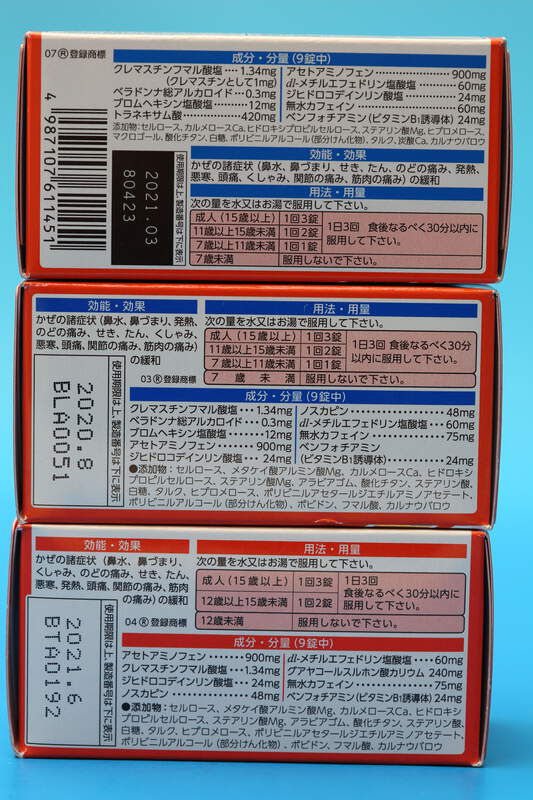 07 ®登録商標
成分・分量(9錠中)
クレマスチンフマル酸塩…1.34mg
(クレマスチンとして1mg)
ベラドンナ総アルカロイド…0.3mg
ブロムヘキシン塩酸塩………12mg
トラネキサム酸………420mg
アセトアミノフェン………900mg
dl-メチルエフェドリン塩酸塩…60mg
ジヒドロコデインリン酸塩…24mg
無水カフェイン………60mg
ベンフォチアミン(ビタミンB1誘導体) 24mg
添加物:セルロース、カルメロースCa、ヒドロキシプロピルセルロース、ステアリン酸Mg、ヒプロメロース、
マクロゴール、酸化チタン、白糖、ポリビニルアルコール(部分けん化物)、タルク、炭酸Ca、カルナウバロウ
効能・効果
かぜの諸症状(鼻水、鼻づまり、せき、たん、のどの痛み、発熱、
悪寒、頭痛、くしゃみ、関節の痛み、筋肉の痛み)の緩和
用法・用量
次の量を水又はお湯で服用して下さい。
成人(15歳以上) 1回3錠
11歳以上15歳未満 1回2錠
7歳以上11歳未満 1回1錠
1日3回 食後なるべく30分以内に
服用して下さい。
7歳未満 服用しないで下さい。
4 987107 611451
2021.03
80423
使用期限は上、製造番号は下に表示
効能・効果
かぜの諸症状(鼻水、鼻づまり、発熱、
のどの痛み、せき、たん、くしゃみ、
悪寒、頭痛、関節の痛み、筋肉の痛み)
の緩和
03 ®登録商標
用法・用量
次の量を水又はお湯で服用して下さい。
成人(15歳以上) 1回3錠
11歳以上15歳未満 1回2錠
7歳以上11歳未満 1回1錠
1日3回 食後なるべく30分
以内に服用して下さい。
7歳未満 服用しないで下さい。
成分・分量(9錠中)
クレマスチンフマル酸塩………1.34mg
ベラドンナ総アルカロイド……0.3mg
ブロムヘキシン塩酸塩………12mg
アセトアミノフェン………900mg
ジヒドロコデインリン酸塩……24mg
ノスカピン………48mg
dl-メチルエフェドリン塩酸塩…60mg
無水カフェイン………75mg
ベンフォチアミン
(ビタミンB1誘導体)………24mg
●添加物:セルロース、メタケイ酸アルミン酸Mg、カルメロースCa、ヒドロキシ
プロピルセルロース、ステアリン酸Mg、アラビアゴム、酸化チタン、ステアリン酸、
白糖、タルク、ヒプロメロース、ポリビニルアセタールジエチルアミノアセテート、
ポリビニルアルコール(部分けん化物)、ポビドン、フマル酸、カルナウバロウ
2020.8
BLA0051
使用期限は上、製造番号は下に表示
効能・効果
かぜの諸症状(鼻水、鼻づまり、
くしゃみ、のどの痛み、せき、たん、
悪寒、発熱、頭痛、関節の痛み、筋肉
の痛み)の緩和
04 ®登録商標
用法・用量
次の量を水又はお湯で服用して下さい。
成人(15歳以上) 1回3錠
12歳以上15歳未満 1回2錠
1日3回
食後なるべく30分以内に
服用して下さい。
12歳未満 服用しないで下さい。
成分・分量(9錠中)
アセトアミノフェン………900mg
クレマスチンフマル酸塩……1.34mg
ジヒドロコデインリン酸塩……24mg
ノスカピン………48mg
dl-メチルエフェドリン塩酸塩……60mg
グアヤコールスルホン酸カリウム 240mg
無水カフェイン………75mg
ベンフォチアミン(ビタミンB1誘導体) 24mg
●添加物:セルロース、メタケイ酸アルミン酸Mg、カルメロースCa、ヒドロキシ
プロピルセルロース、ステアリン酸Mg、アラビアゴム、酸化チタン、ステアリン酸、
白糖、タルク、ヒプロメロース、ポリビニルアセタールジエチルアミノアセテート、
ポリビニルアルコール(部分けん化物)、ポビドン、フマル酸、カルナウバロウ
2021.6
BTA0192
使用期限は上、製造番号は下に表示